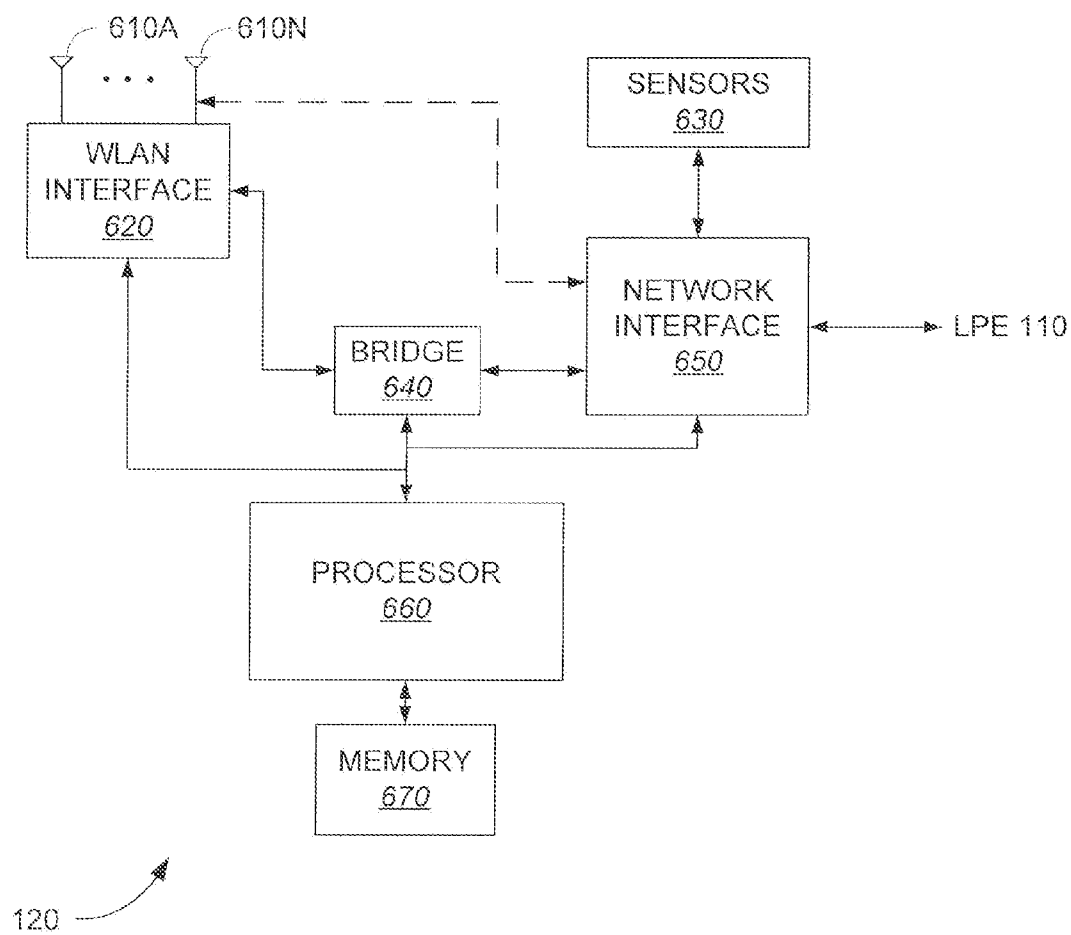 610A 610N
SENSORS
630
WLAN
INTERFACE
620
NETWORK
INTERFACE
650
LPE 110
BRIDGE
640
PROCESSOR
660
MEMORY
670
120